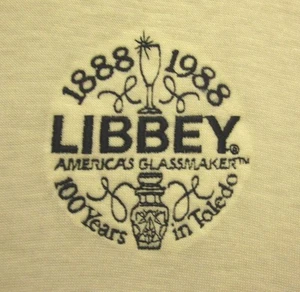 1888 1988
LIBBEY®
AMERICA'S GLASSMAKER™
100 Years in Toledo